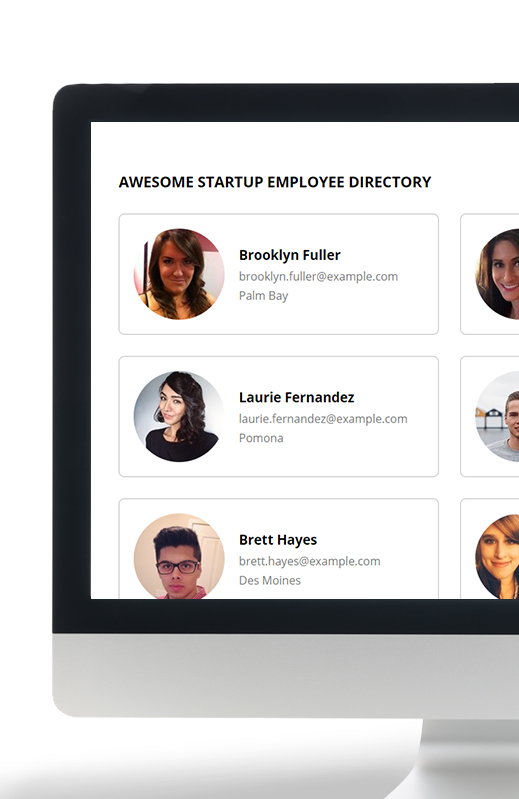 AWESOME STARTUP EMPLOYEE DIRECTORY
Brooklyn Fuller
brooklyn.fuller@example.com
Palm Bay
Laurie Fernandez
laurie.fernandez@example.com
Pomona
Brett Hayes
brett.hayes@example.com
Des Moines